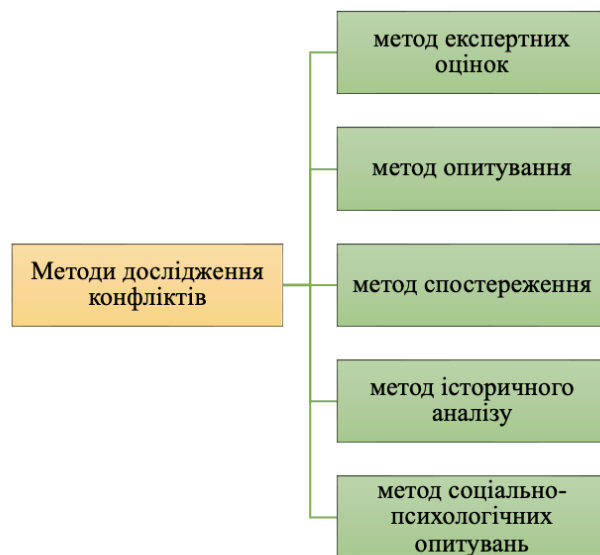 метод експертних
оцінок
метод опитування
Методи дослідження
конфліктів
метод спостереження
метод історичного
аналізу
метод соціально-
психологічних
опитувань